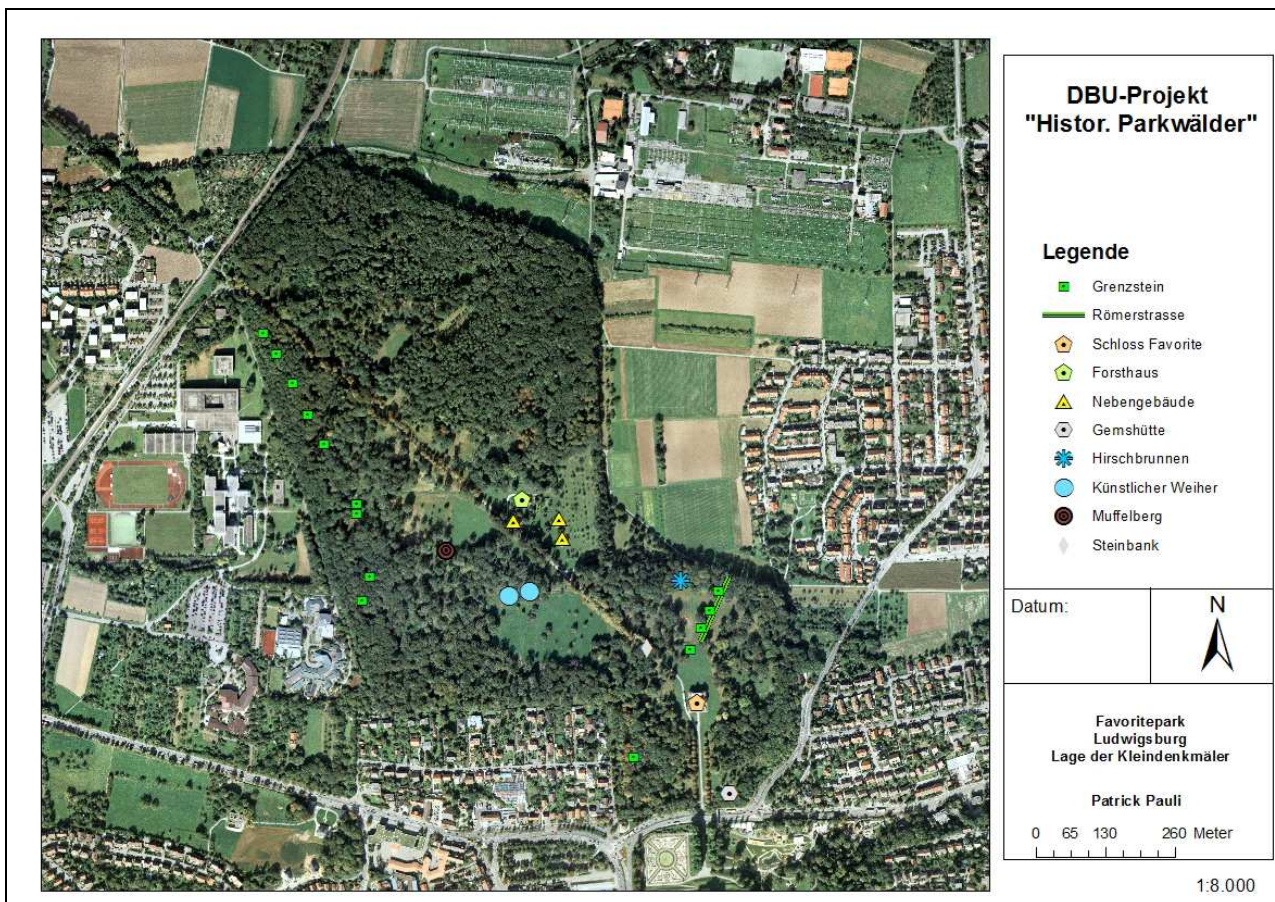 DBU-Projekt
"Histor. Parkwälder"
Legende
Grenzstein
Römerstrasse
Schloss Favorite
Forsthaus
Nebengebäude
Gemshütte
Hirschbrunnen
Künstlicher Weiher
Muffelberg
Steinbank
Datum:
N
Favoritepark
Ludwigsburg
Lage der Kleindenkmäler
Patrick Pauli
0 65 130 260 Meter
1:8.000